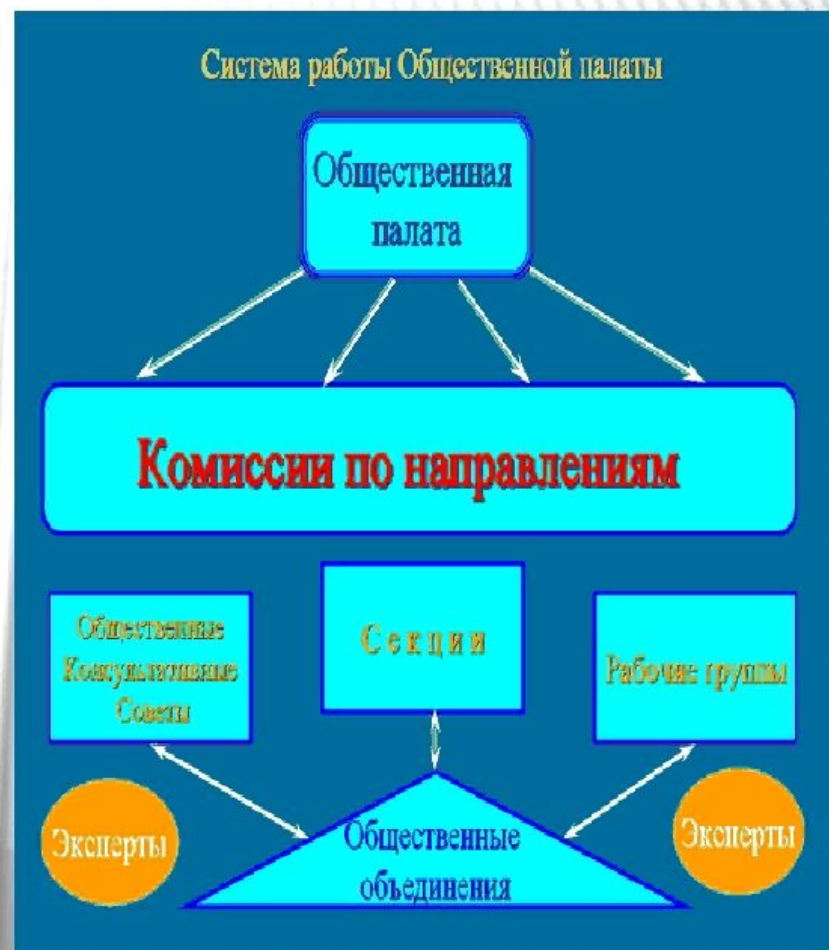 Система работы Общественной палаты
Общественная
палата
Комиссии по направлениям
Общественные
Консультативные
Советы
Секции
Рабочие группы
Эксперты
Общественные
объединения
Эксперты